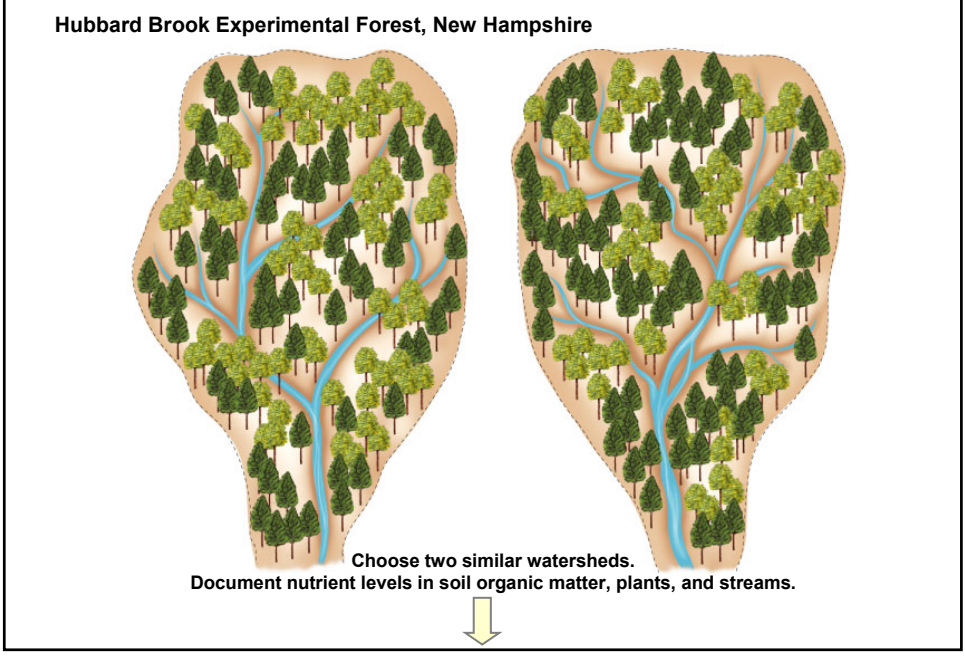 Hubbard Brook Experimental Forest, New Hampshire
Choose two similar watersheds.
Document nutrient levels in soil organic matter, plants, and streams.